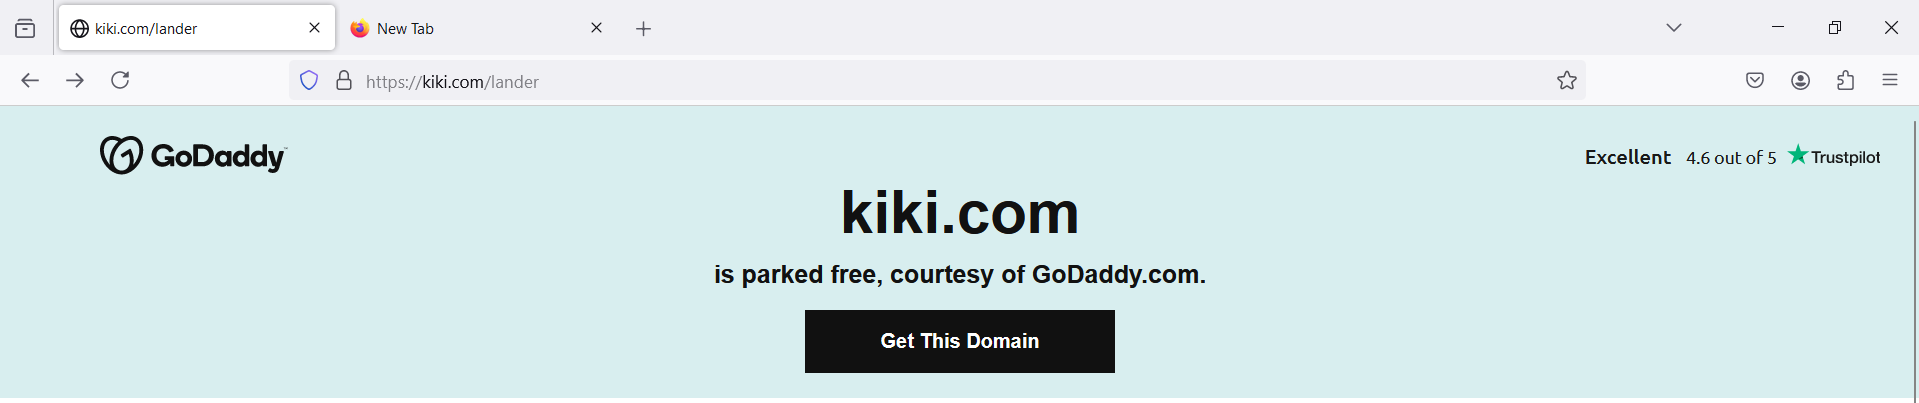 kiki.com/lander
New Tab
https://kiki.com/lander
GoDaddy
Excellent 4.6 out of 5 Trustpilot
kiki.com
is parked free, courtesy of GoDaddy.com.
Get This Domain